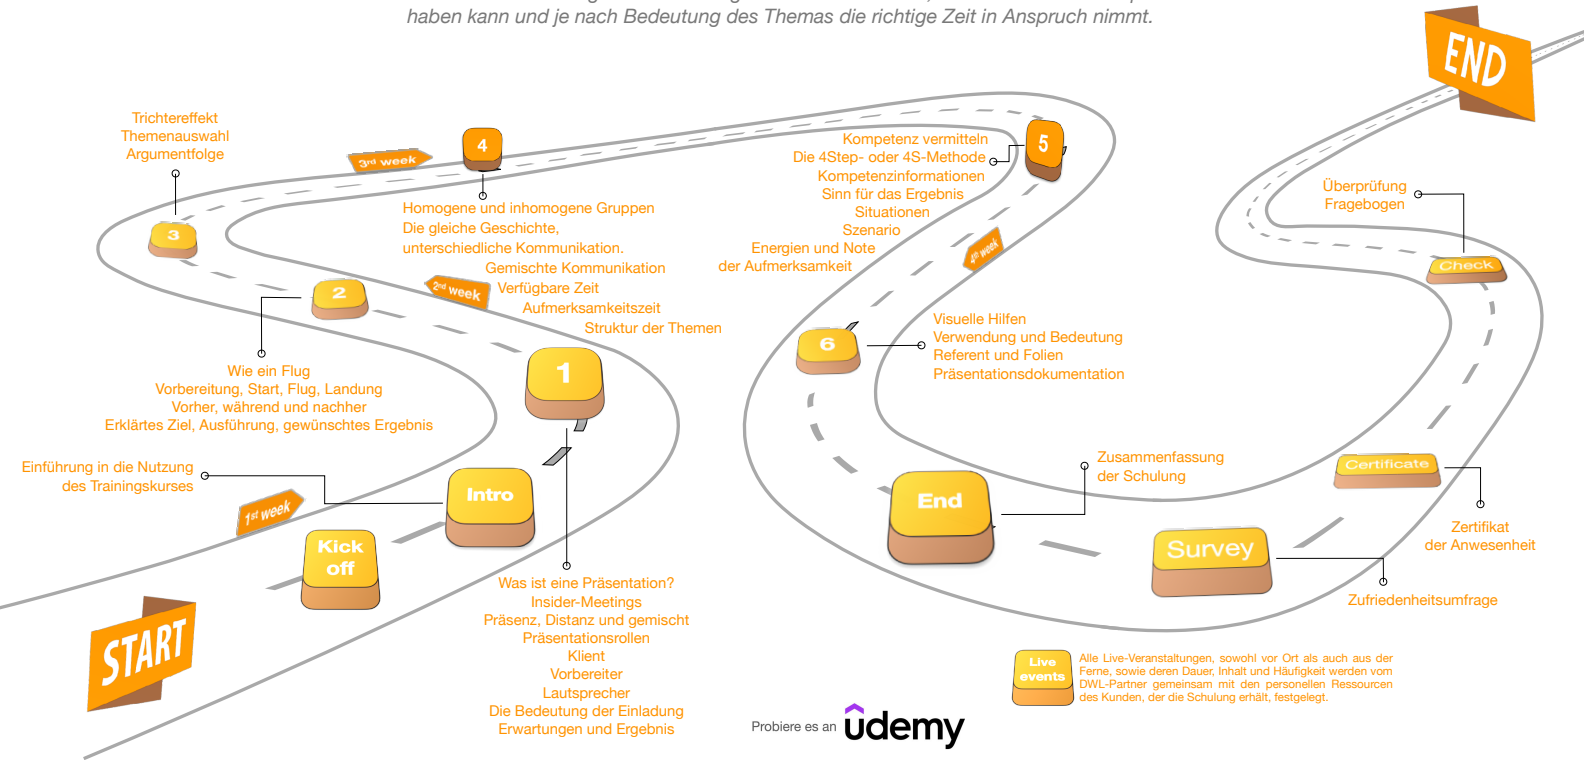 haben kann und je nach Bedeutung des Themas die richtige Zeit in Anspruch nimmt.
END
Trichtereffekt
Themenauswahl
Argumentfolge
3rd week
4
5
Kompetenz vermitteln
Die 4Step- oder 4S-Methode
Kompetenzinformationen
Sinn für das Ergebnis
Situationen
Szenario
Energien und Note
der Aufmerksamkeit
Überprüfung
Fragebogen
Homogene und inhomogene Gruppen
Die gleiche Geschichte,
unterschiedliche Kommunikation.
Gemischte Kommunikation
Verfügbare Zeit
Aufmerksamkeitszeit
Struktur der Themen
3
4th week
Check
2
2nd week
Visuelle Hilfen
Verwendung und Bedeutung
Referent und Folien
Präsentationsdokumentation
6
1
Wie ein Flug
Vorbereitung, Start, Flug, Landung
Vorher, während und nachher
Erklärtes Ziel, Ausführung, gewünschtes Ergebnis
Einführung in die Nutzung
des Trainingskurses
Zusammenfassung
der Schulung
Certificate
Intro
End
1st week
Zertifikat
der Anwesenheit
Kick
off
Survey
Was ist eine Präsentation?
Insider-Meetings
Präsenz, Distanz und gemischt
Präsentationsrollen
Klient
Vorbereiter
Lautsprecher
Die Bedeutung der Einladung
Erwartungen und Ergebnis
Zufriedenheitsumfrage
START
Live
events
Alle Live-Veranstaltungen, sowohl vor Ort als auch aus der
Ferne, sowie deren Dauer, Inhalt und Häufigkeit werden vom
DWL-Partner gemeinsam mit den personellen Ressourcen
des Kunden, der die Schulung erhält, festgelegt.
Probiere es an
udemy